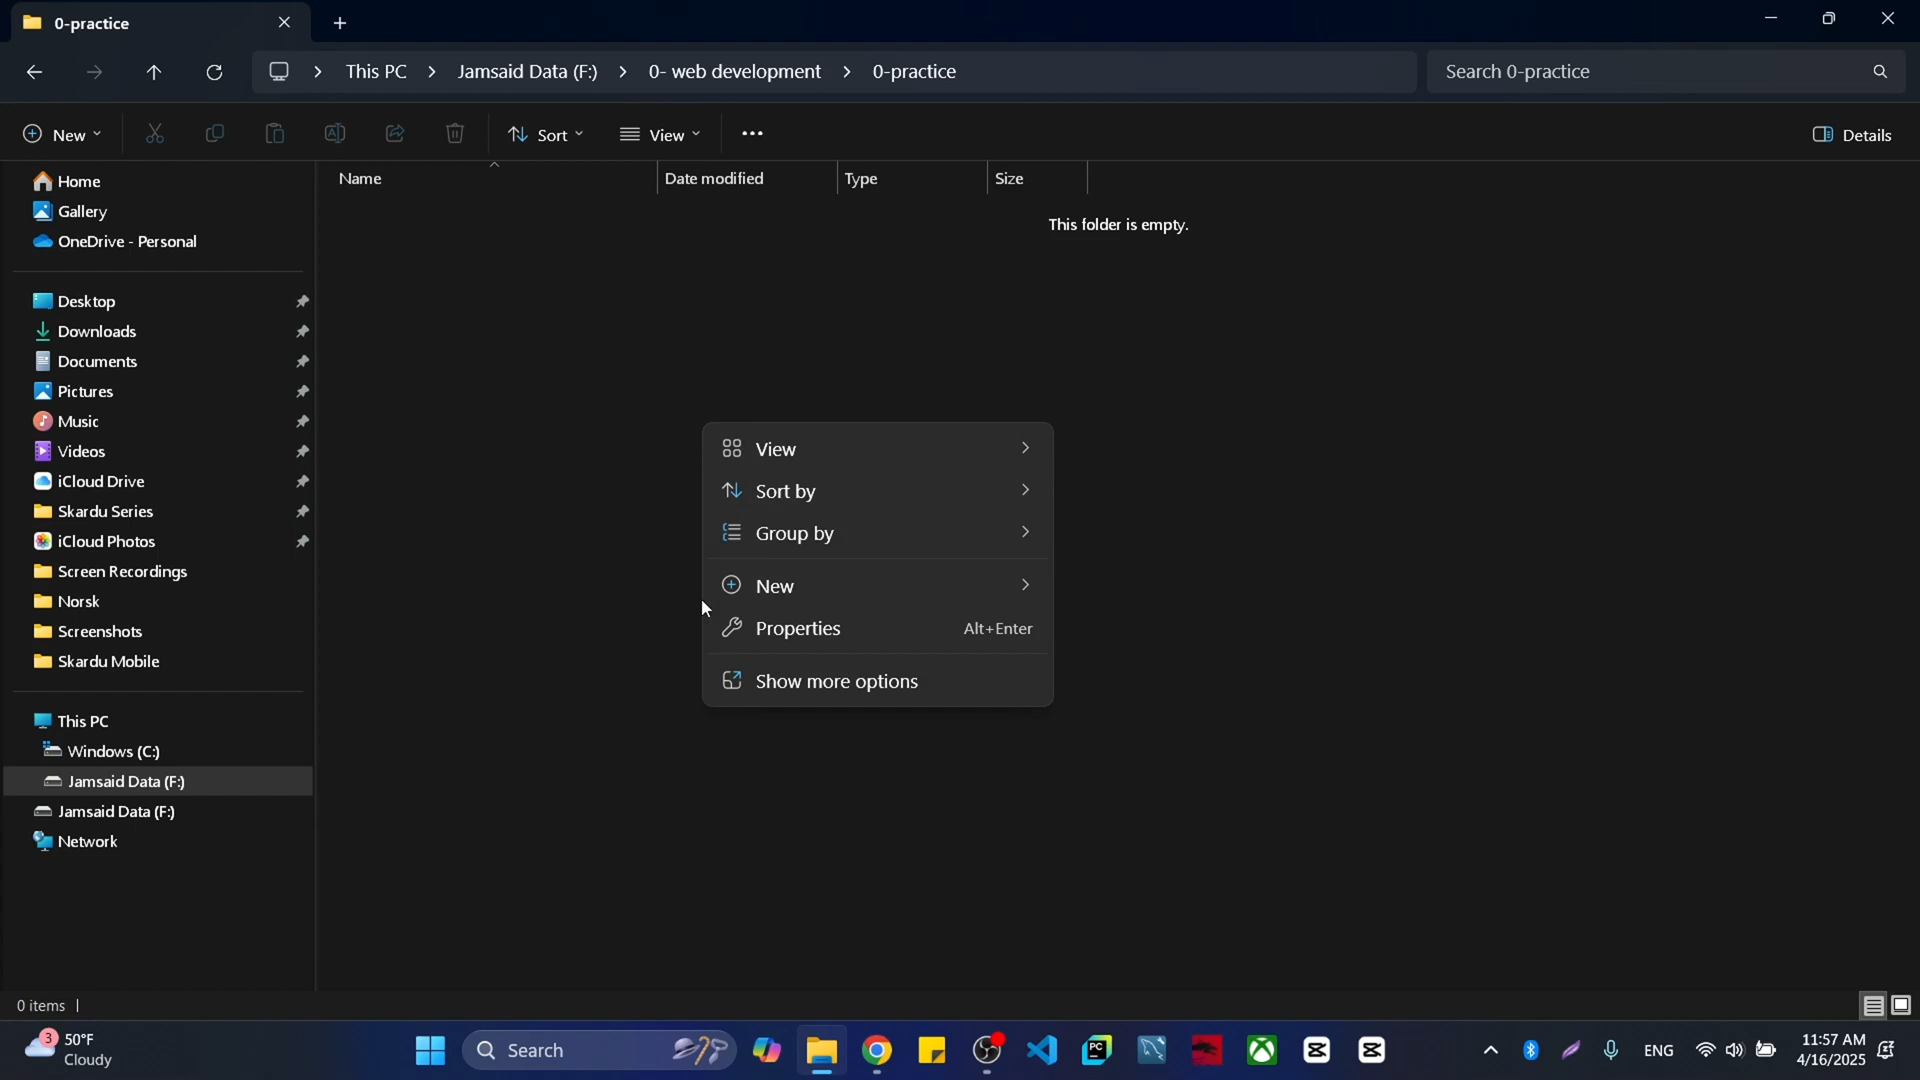 0-practice
This PC
Jamsaid Data (F:)
0- web development
0-practice
Search 0-practice
New
Sort
View
Details
Name
Date modified
Type
Size
This folder is empty.
Home
Gallery
OneDrive - Personal
Desktop
Downloads
Documents
Pictures
Music
Videos
iCloud Drive
Skardu Series
iCloud Photos
Screen Recordings
Norsk
Screenshots
Skardu Mobile
This PC
Windows (C:)
Jamsaid Data (F:)
Jamsaid Data (F:)
Network
View
Sort by
Group by
New
Properties Alt+Enter
Show more options
0 items
3
50°F
Cloudy
Search
PC
ENG
11:57 AM
4/16/2025